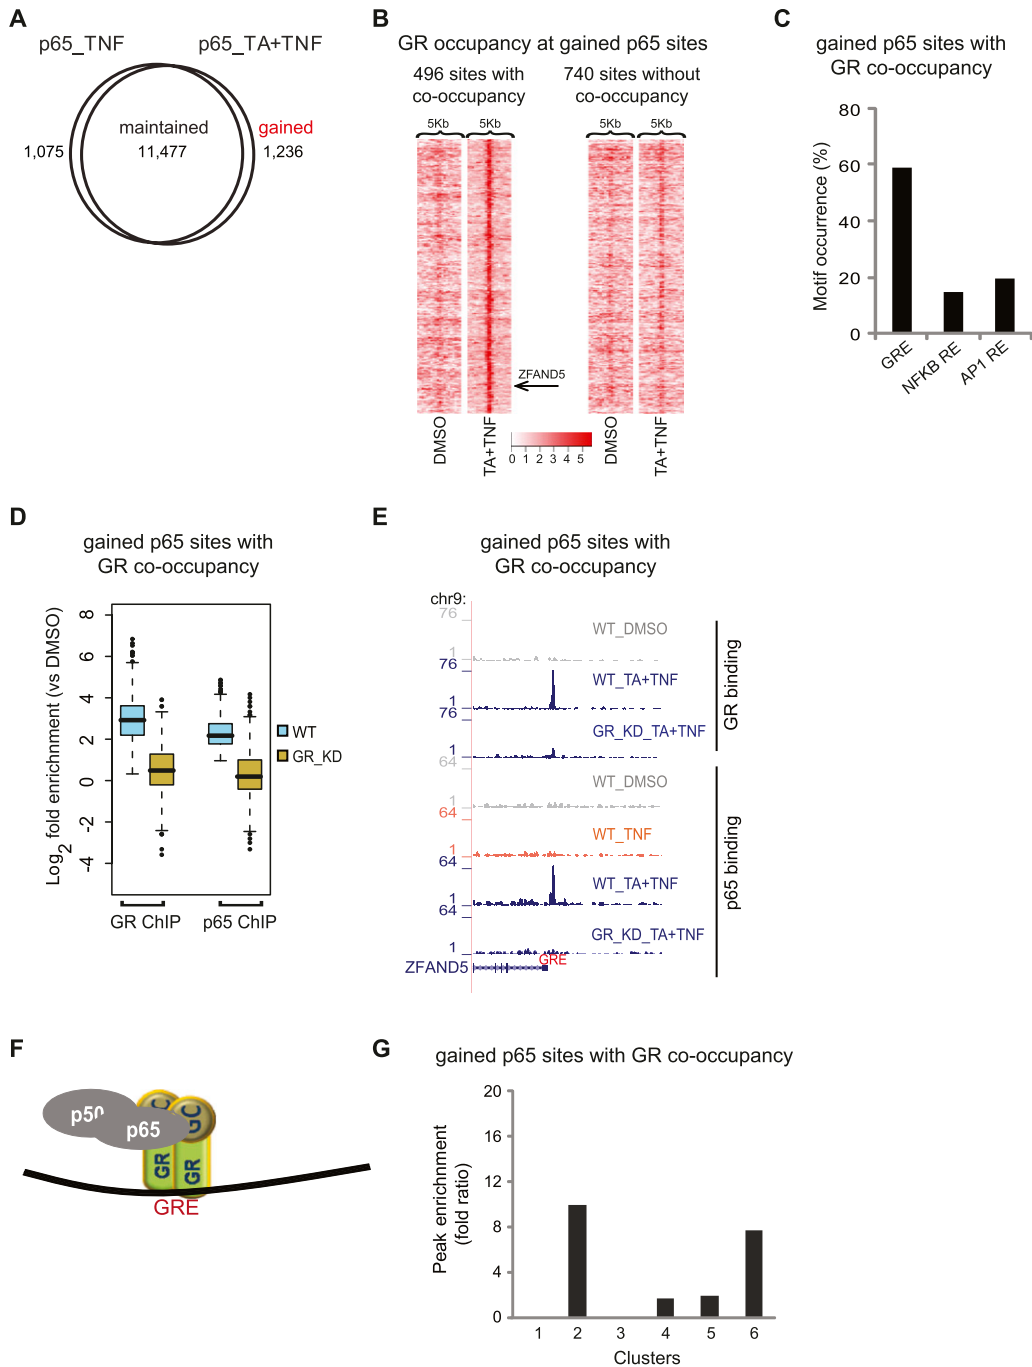 A
p65_TNF
p65_TA+TNF
maintained
gained
1,075
11,477
1,236
B
GR occupancy at gained p65 sites
496 sites with
co-occupancy
740 sites without
co-occupancy
5Kb
5Kb
5Kb
5Kb
ZFAND5
DMSO
TA+TNF
DMSO
TA+TNF
0 1 2 3 4 5
C
gained p65 sites with
GR co-occupancy
Motif occurrence (%)
80
60
40
20
0
GRE
NFKB RE
AP1 RE
D
gained p65 sites with
GR co-occupancy
Log2 fold enrichment (vs DMSO)
8
6
4
2
0
-2
-4
WT
GR_KD
GR ChIP
p65 ChIP
E
gained p65 sites with
GR co-occupancy
chr9:
76
WT_DMSO
1
76
WT_TA+TNF
1
76
GR_KD_TA+TNF
1
GR binding
64
WT_DMSO
1
64
WT_TNF
1
64
WT_TA+TNF
1
64
GR_KD_TA+TNF
1
p65 binding
GRE
ZFAND5
F
p50
p65
GC
GC
GR
GR
GRE
G
gained p65 sites with GR co-occupancy
Peak enrichment
(fold ratio)
20
16
12
8
4
0
1 2 3 4 5 6
Clusters